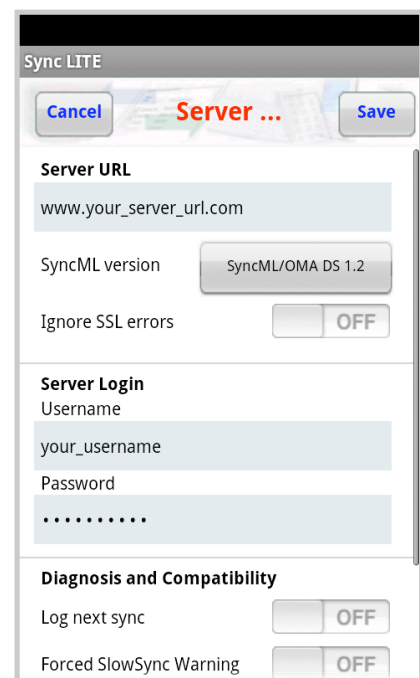 Sync LITE
Cancel Server ... Save
Server URL
www.your_server_url.com
SyncML version SyncML/OMA DS 1.2
Ignore SSL errors OFF
Server Login
Username
your_username
Password
••••••••••
Diagnosis and Compatibility
Log next sync OFF
Forced SlowSync Warning OFF